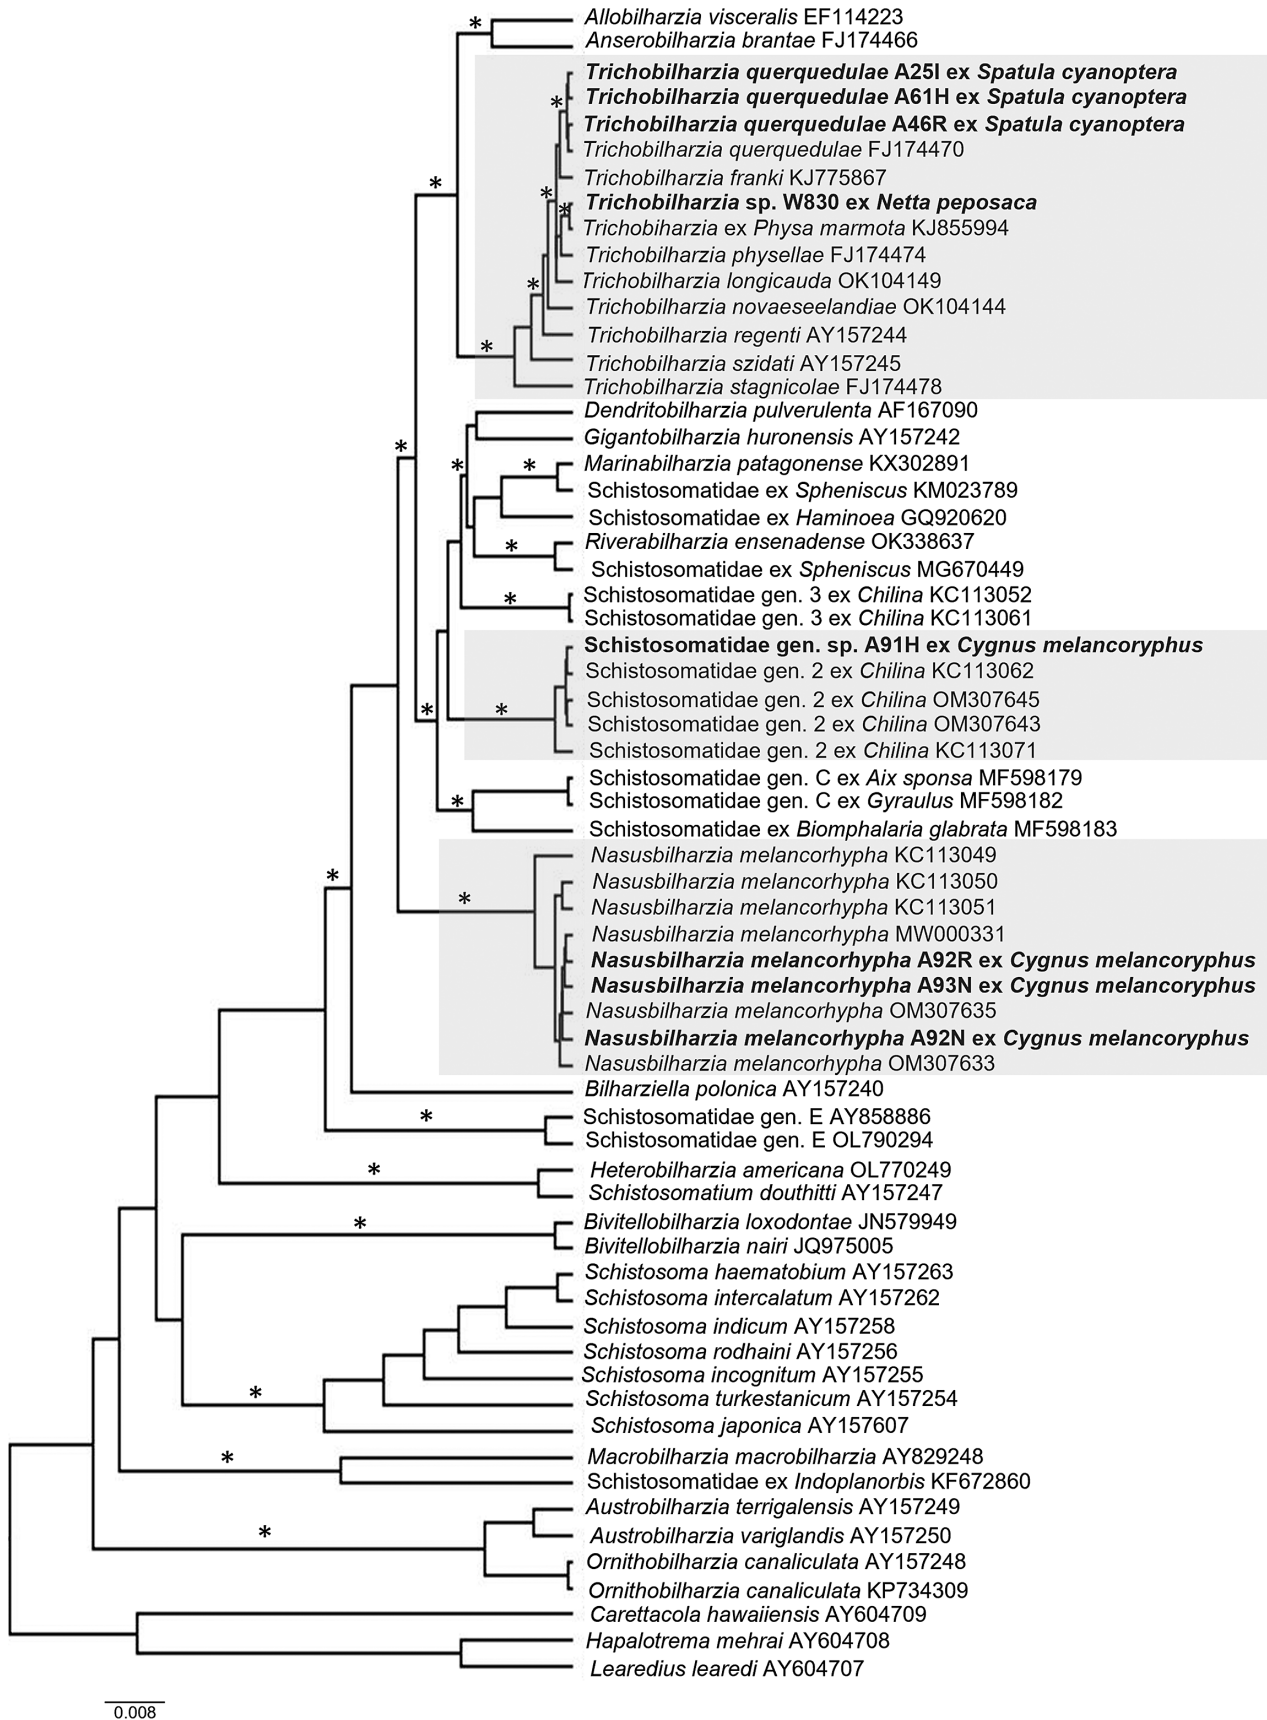 Allobilharzia visceralis EF114223
Anserobilharzia brantae FJ174466
Trichobilharzia querquedulae A25I ex Spatula cyanoptera
Trichobilharzia querquedulae A61H ex Spatula cyanoptera
Trichobilharzia querquedulae A46R ex Spatula cyanoptera
Trichobilharzia querquedulae FJ174470
Trichobilharzia franki KJ775867
Trichobilharzia sp. W830 ex Netta peposaca
Trichobiharzia ex Physa marmota KJ855994
Trichobilharzia physellae FJ174474
Trichobilharzia longicauda OK104149
Trichobilharzia novaeseelandiae OK104144
Trichobilharzia regenti AY157244
Trichobilharzia szidati AY157245
Trichobilharzia stagnicolae FJ174478
Dendritobilharzia pulverulenta AF167090
Gigantobilharzia huronensis AY157242
Marinabilharzia patagonense KX302891
Schistosomatidae ex Spheniscus KM023789
Schistosomatidae ex Haminoea GQ920620
Riverabilharzia ensenadense OK338637
Schistosomatidae ex Spheniscus MG670449
Schistosomatidae gen. 3 ex Chilina KC113052
Schistosomatidae gen. 3 ex Chilina KC113061
Schistosomatidae gen. sp. A91H ex Cygnus melancoryphus
Schistosomatidae gen. 2 ex Chilina KC113062
Schistosomatidae gen. 2 ex Chilina OM307645
Schistosomatidae gen. 2 ex Chilina OM307643
Schistosomatidae gen. 2 ex Chilina KC113071
Schistosomatidae gen. C ex Aix sponsa MF598179
Schistosomatidae gen. C ex Gyraulus MF598182
Schistosomatidae ex Biomphalaria glabrata MF598183
Nasusbilharzia melancorhypha KC113049
Nasusbilharzia melancorhypha KC113050
Nasusbilharzia melancorhypha KC113051
Nasusbilharzia melancorhypha MW000331
Nasusbilharzia melancorhypha A92R ex Cygnus melancoryphus
Nasusbilharzia melancorhypha A93N ex Cygnus melancoryphus
Nasusbilharzia melancorhypha OM307635
Nasusbilharzia melancorhypha A92N ex Cygnus melancoryphus
Nasusbilharzia melancorhypha OM307633
Bilharziella polonica AY157240
Schistosomatidae gen. E AY858886
Schistosomatidae gen. E OL790294
Heterobilharzia americana OL770249
Schistosomatium douthitti AY157247
Bivitellobilharzia loxodontae JN579949
Bivitellobilharzia nairi JQ975005
Schistosoma haematobium AY157263
Schistosoma intercalatum AY157262
Schistosoma indicum AY157258
Schistosoma rodhaini AY157256
Schistosoma incognitum AY157255
Schistosoma turkestanicum AY157254
Schistosoma japonica AY157607
Macrobilharzia macrobilharzia AY829248
Schistosomatidae ex Indoplanorbis KF672860
Austrobilharzia terrigalensis AY157249
Austrobilharzia variglandis AY157250
Ornithobilharzia canaliculata AY157248
Ornithobilharzia canaliculata KP734309
Carettacola hawaiiensis AY604709
Hapalotrema mehrai AY604708
Learedius learedi AY604707
0.008